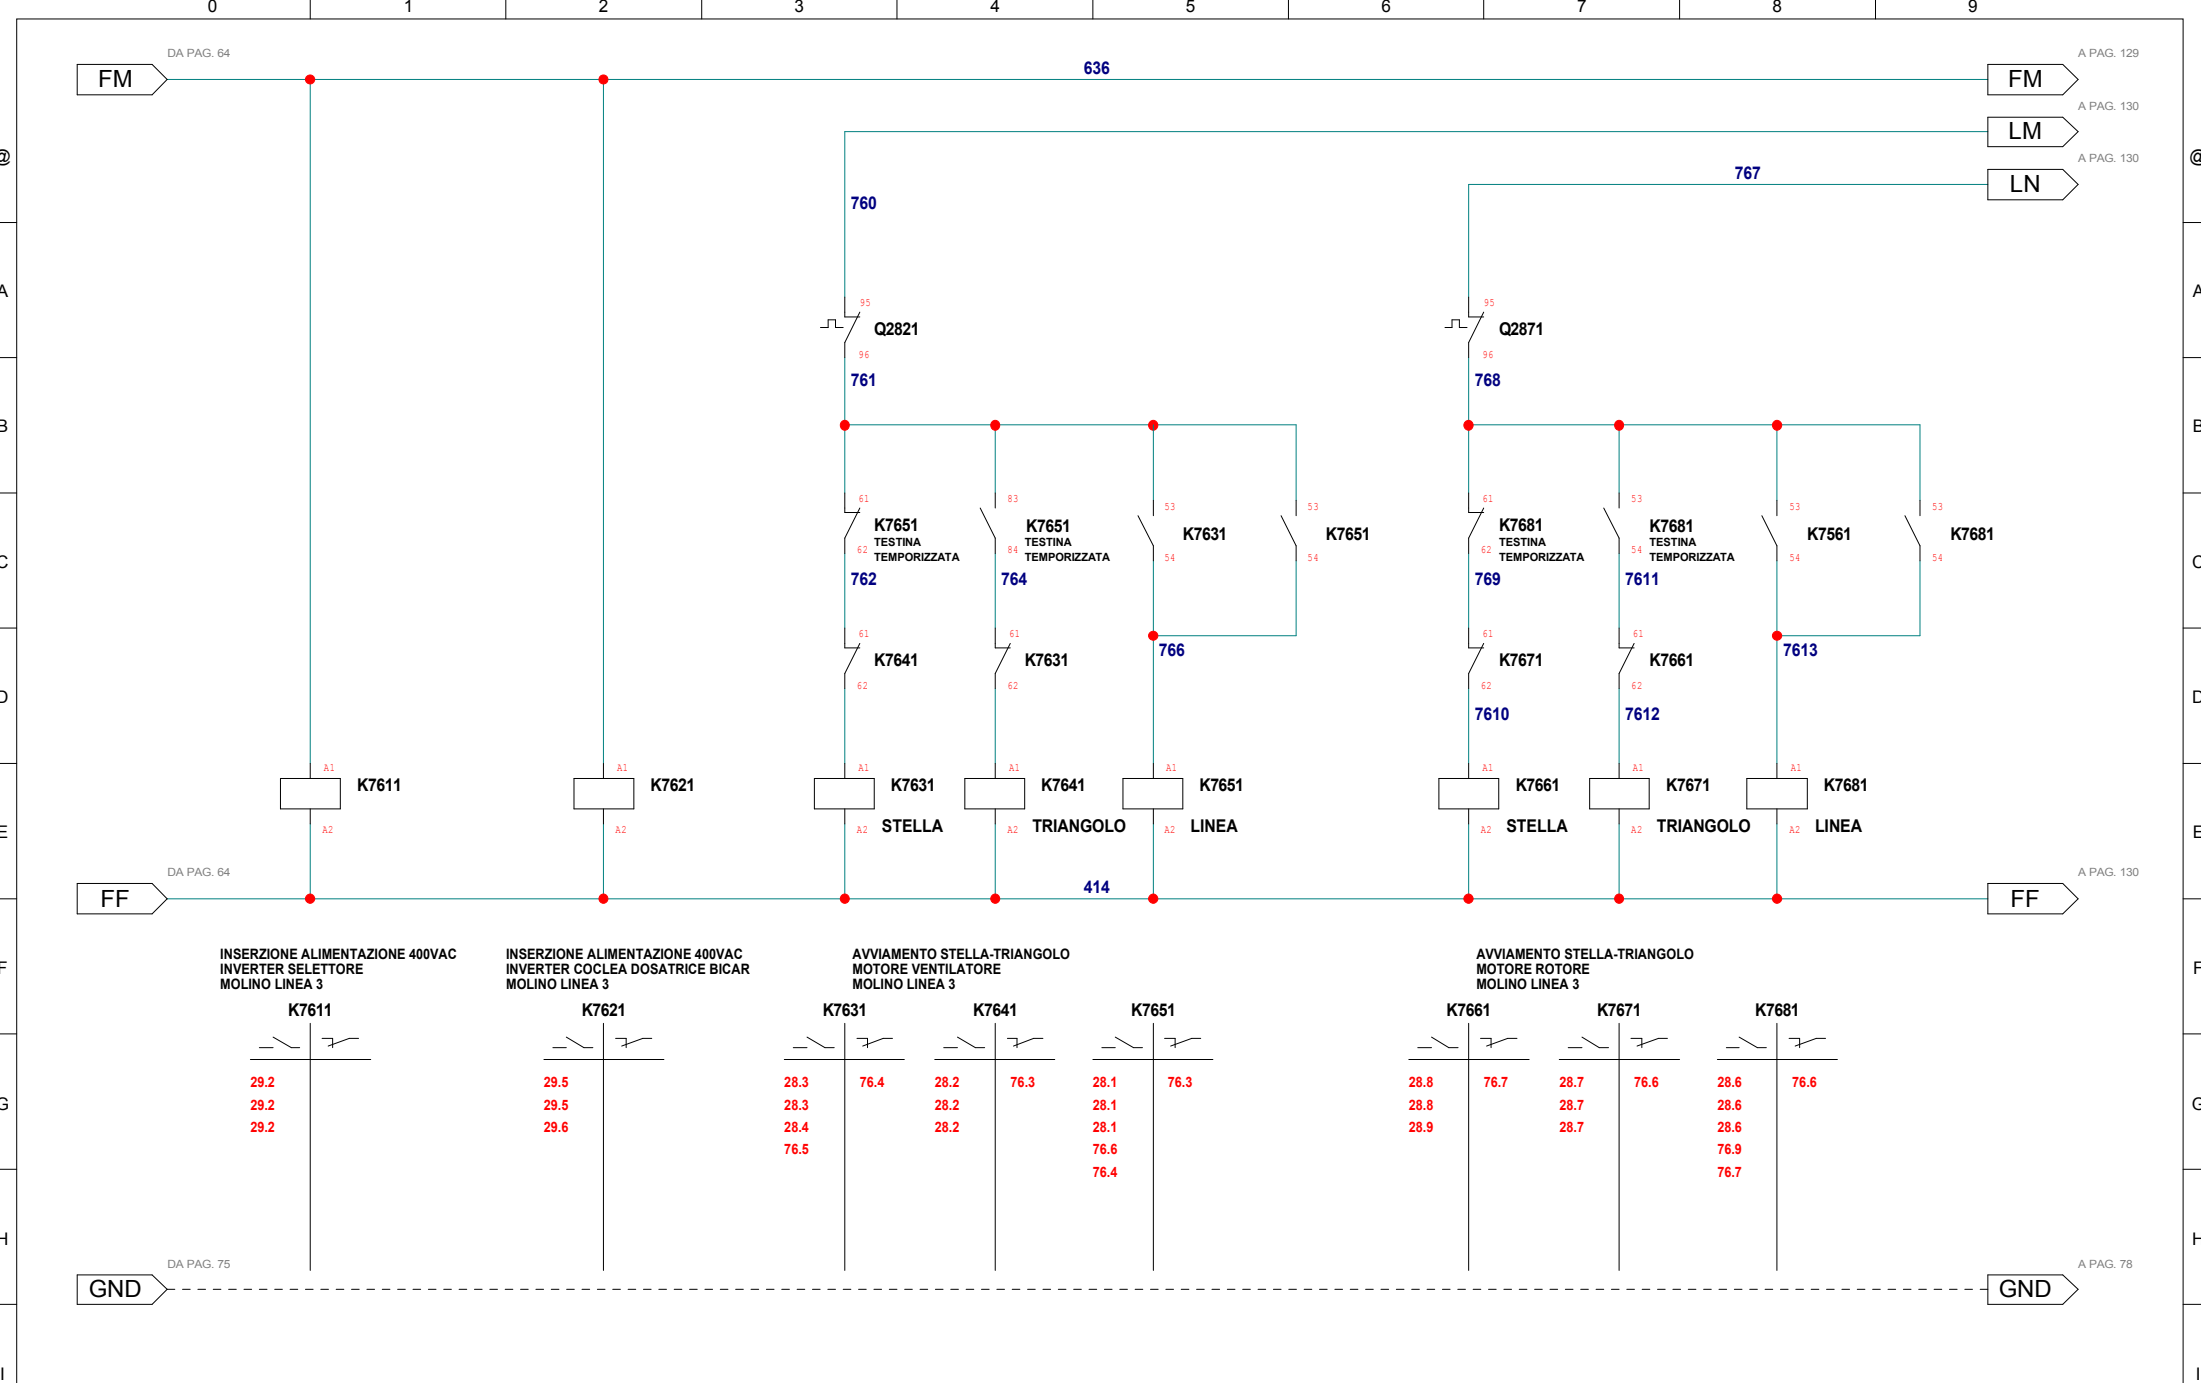 0 1 2 3 4 5 6 7 8 9
DA PAG. 64
A PAG. 129
FM
636
FM
A PAG. 130
LM
@
@
A PAG. 130
767
LN
760
A
A
95
Q2821
96
95
Q2871
96
761
768
B
B
61
K7651
TESTINA
62 TEMPORIZZATA
83
K7651
TESTINA
84 TEMPORIZZATA
53
K7631
54
53
K7651
54
61
K7681
TESTINA
62 TEMPORIZZATA
53
K7681
TESTINA
54 TEMPORIZZATA
53
K7561
54
53
K7681
54
C
C
762
764
769
7611
61
K7641
62
61
K7631
62
766
61
K7671
62
61
K7661
62
7613
D
D
7610
7612
A1
K7611
A2
A1
K7621
A2
A1
K7631
A2 STELLA
A1
K7641
A2 TRIANGOLO
A1
K7651
A2 LINEA
A1
K7661
A2 STELLA
A1
K7671
A2 TRIANGOLO
A1
K7681
A2 LINEA
E
E
DA PAG. 64
A PAG. 130
FF
414
FF
F
F
INSERZIONE ALIMENTAZIONE 400VAC
INVERTER SELETTORE
MOLINO LINEA 3
INSERZIONE ALIMENTAZIONE 400VAC
INVERTER COCLEA DOSATRICE BICAR
MOLINO LINEA 3
AVVIAMENTO STELLA-TRIANGOLO
MOTORE VENTILATORE
MOLINO LINEA 3
AVVIAMENTO STELLA-TRIANGOLO
MOTORE ROTORE
MOLINO LINEA 3
K7611 K7621 K7631 K7641 K7651 K7661 K7671 K7681
29.2 29.5 28.3 76.4 28.2 76.3 28.1 76.3 28.8 76.7 28.7 76.6 28.6 76.6
G
G
29.2 29.5 28.3 28.2 28.1 28.8 28.7 28.6
29.2 29.6 28.4 28.2 28.1 28.9 28.7 28.6
76.5 76.6 76.9
76.4 76.7
H
H
DA PAG. 75
A PAG. 78
GND
GND
I
I